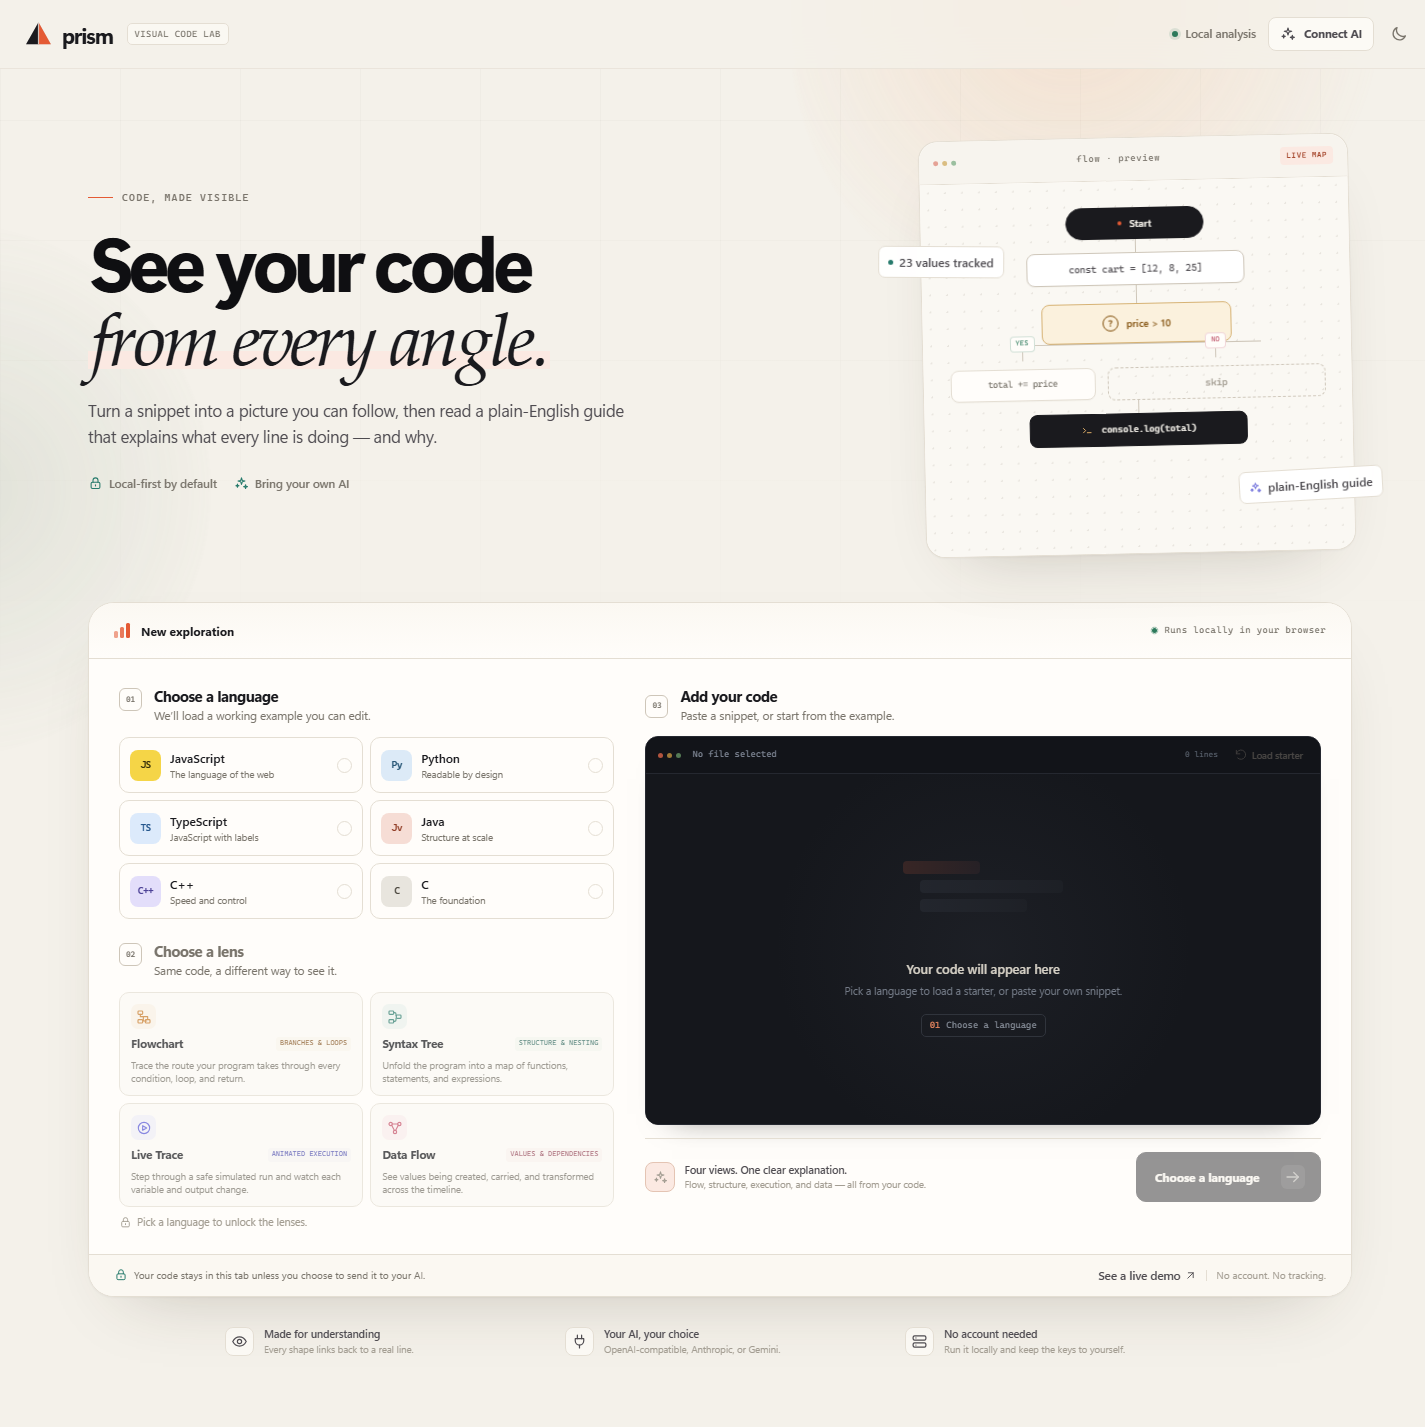 prism
VISUAL CODE LAB
Local analysis
Connect AI
CODE, MADE VISIBLE
See your code
from every angle.
Turn a snippet into a picture you can follow, then read a plain-English guide
that explains what every line is doing — and why.
Local-first by default
Bring your own AI
flow · preview
LIVE MAP
Start
23 values tracked
const cart = [12, 8, 25]
?
price > 10
YES
NO
total += price
skip
>_ console.log(total)
plain-English guide
New exploration
Runs locally in your browser
01
Choose a language
We'll load a working example you can edit.
JS
JavaScript
The language of the web
Py
Python
Readable by design
TS
TypeScript
JavaScript with labels
Jv
Java
Structure at scale
C++
C++
Speed and control
C
C
The foundation
02
Choose a lens
Same code, a different way to see it.
Flowchart
BRANCHES & LOOPS
Trace the route your program takes through every
condition, loop, and return.
Syntax Tree
STRUCTURE & NESTING
Unfold the program into a map of functions,
statements, and expressions.
Live Trace
ANIMATED EXECUTION
Step through a safe simulated run and watch each
variable and output change.
Data Flow
VALUES & DEPENDENCIES
See values being created, carried, and transformed
across the timeline.
Pick a language to unlock the lenses.
03
Add your code
Paste a snippet, or start from the example.
No file selected
0 lines
Load starter
Your code will appear here
Pick a language to load a starter, or paste your own snippet.
01 Choose a language
Four views. One clear explanation.
Flow, structure, execution, and data — all from your code.
Choose a language
Your code stays in this tab unless you choose to send it to your AI.
See a live demo
No account. No tracking.
Made for understanding
Every shape links back to a real line.
Your AI, your choice
OpenAI-compatible, Anthropic, or Gemini.
No account needed
Run it locally and keep the keys to yourself.